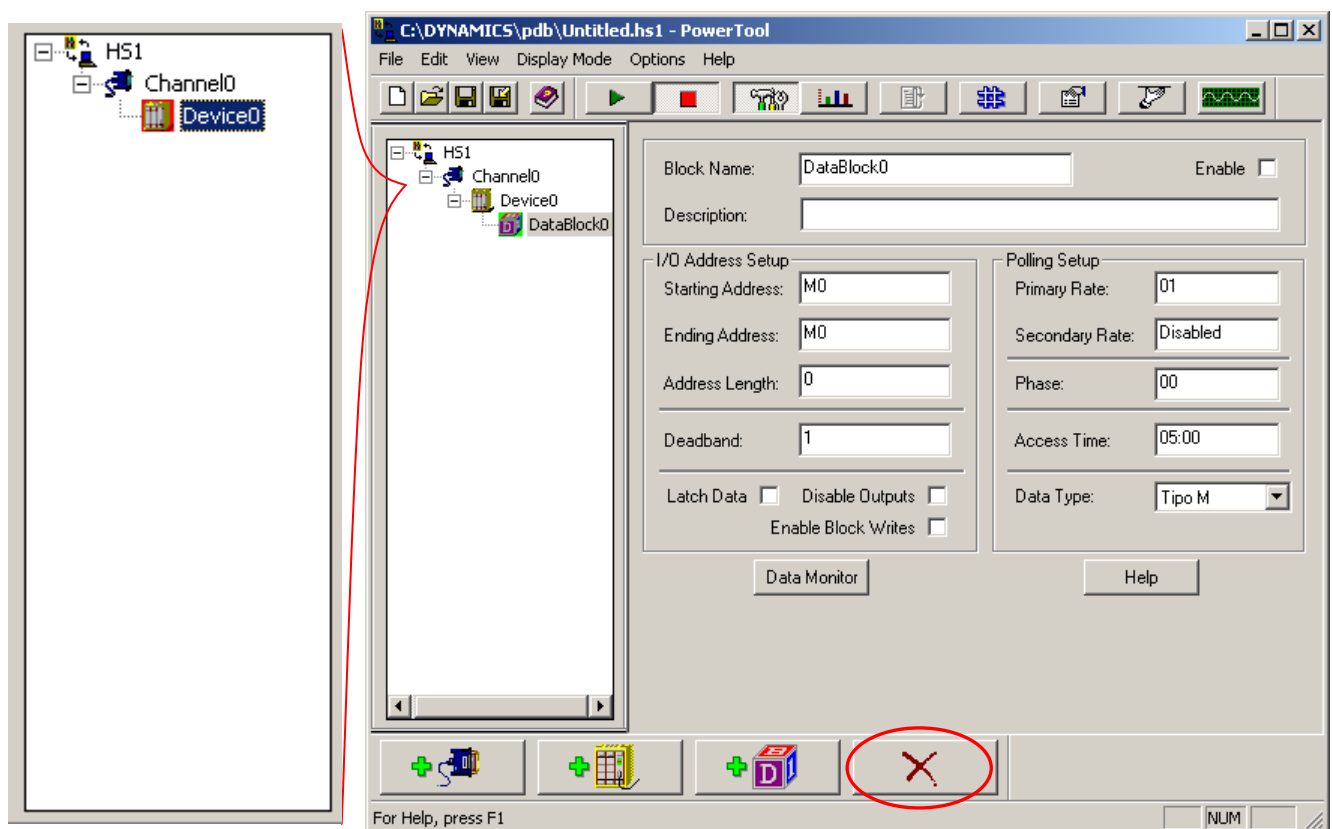 HS1
Channel0
Device0
C:\DYNAMICS\pdb\Untitled.hs1 - PowerTool
File Edit View Display Mode Options Help
HS1
Channel0
Device0
DataBlock0
Block Name: DataBlock0 Enable
Description:
I/O Address Setup
Starting Address: M0
Ending Address: M0
Address Length: 0
Deadband: 1
Latch Data Disable Outputs
Enable Block Writes
Polling Setup
Primary Rate: 01
Secondary Rate: Disabled
Phase: 00
Access Time: 05:00
Data Type: Tipo M
Data Monitor Help
D
For Help, press F1 NUM